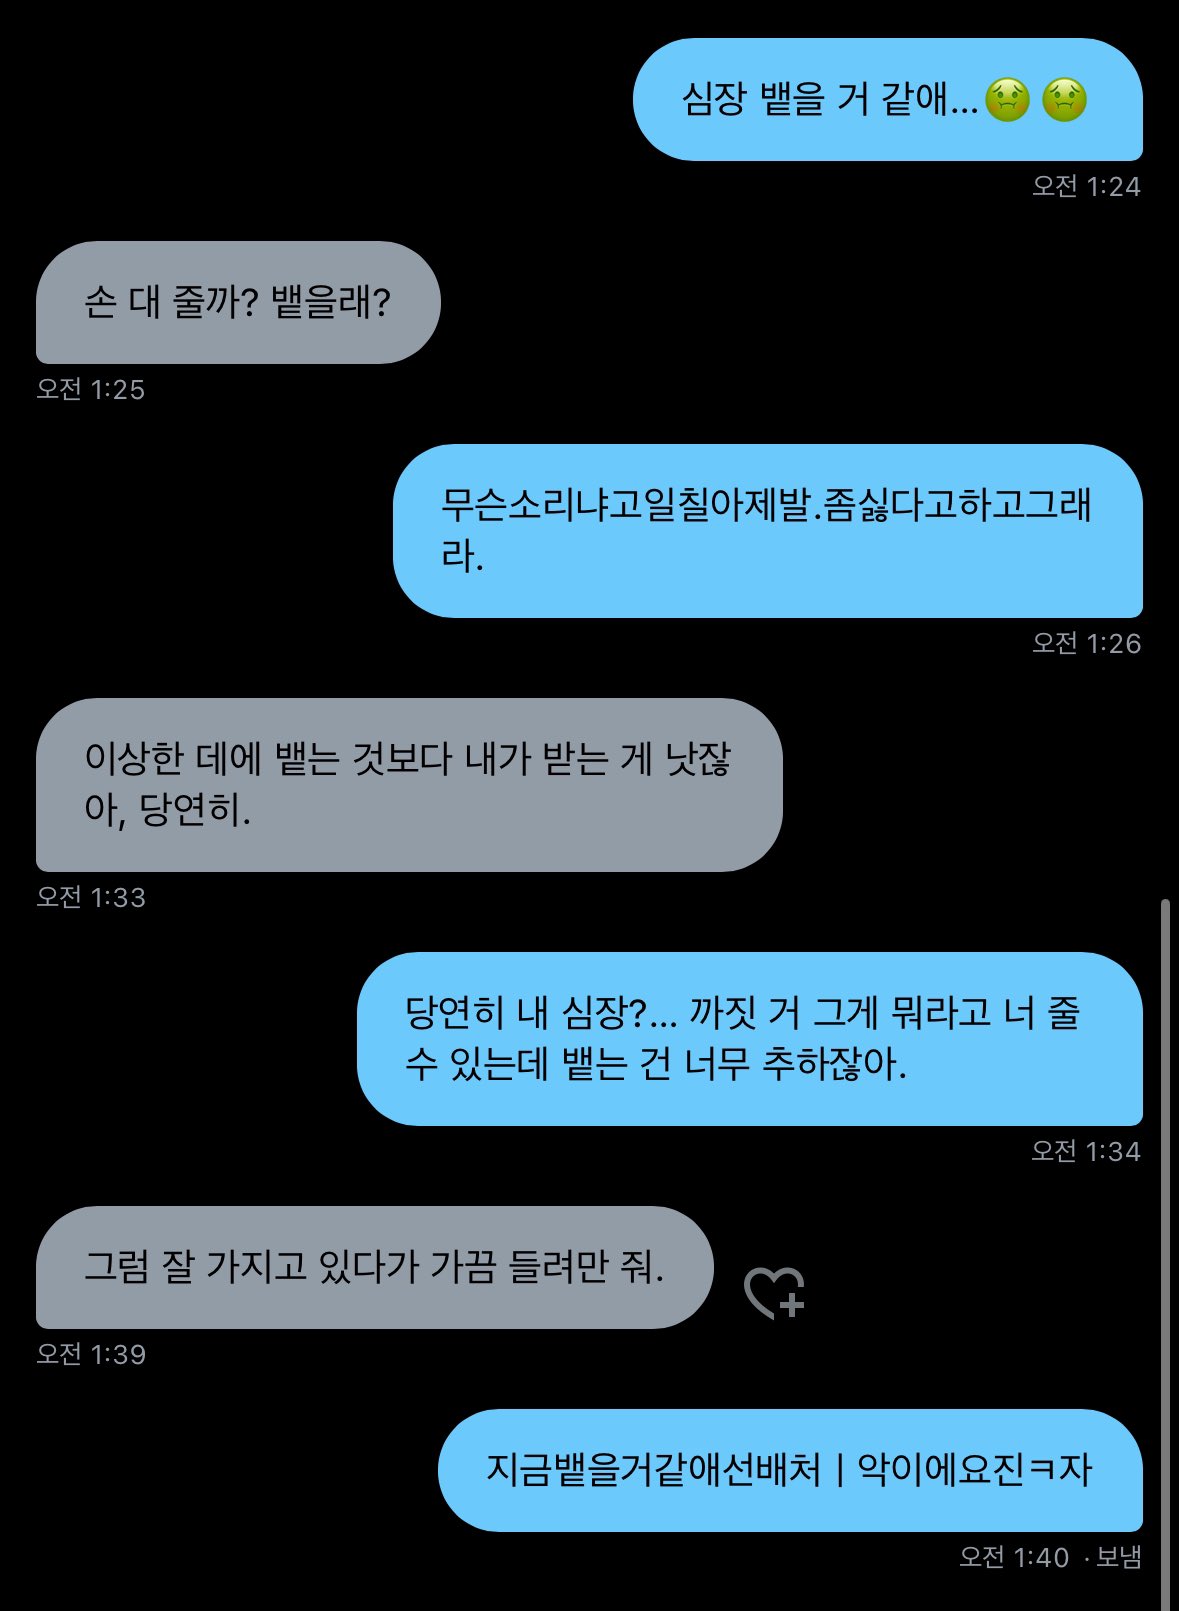 심장 뱉을 거 같애...🤢 🤢
오전 1:24
손 대 줄까? 뱉을래?
오전 1:25
무슨소리냐고일칠아제발.좀싫다고하고그래
라.
오전 1:26
이상한 데에 뱉는 것보다 내가 받는 게 낫잖
아, 당연히.
오전 1:33
당연히 내 심장?... 까짓 거 그게 뭐라고 너 줄
수 있는데 뱉는 건 너무 추하잖아.
오전 1:34
그럼 잘 가지고 있다가 가끔 들려만 줘.
오전 1:39
지금뱉을거같애선배처ㅣ악이에요진ㅋ자
오전 1:40 · 보냄